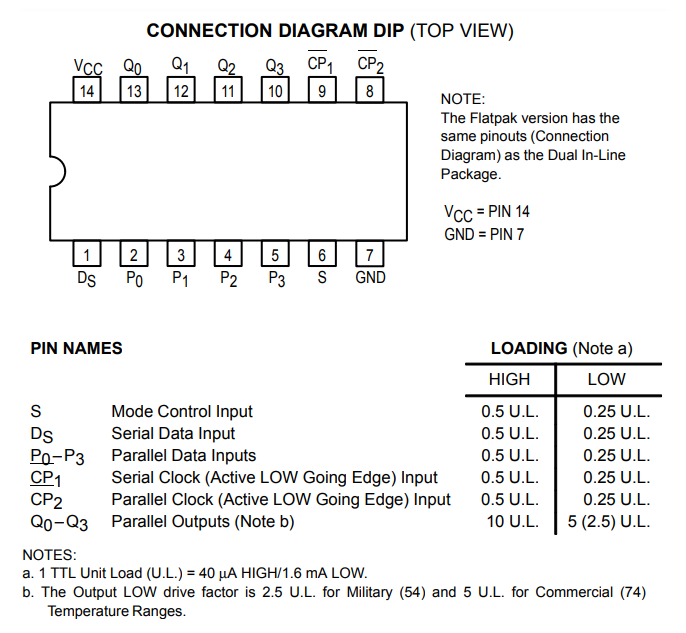 CONNECTION DIAGRAM DIP (TOP VIEW)
VCC Q0 Q1 Q2 Q3 CP1 CP2
14 13 12 11 10 9 8
1 2 3 4 5 6 7
DS P0 P1 P2 P3 S GND
NOTE:
The Flatpak version has the
same pinouts (Connection
Diagram) as the Dual In-Line
Package.
VCC = PIN 14
GND = PIN 7
PIN NAMES LOADING (Note a)
HIGH LOW
S Mode Control Input 0.5 U.L. 0.25 U.L.
DS Serial Data Input 0.5 U.L. 0.25 U.L.
P0–P3 Parallel Data Inputs 0.5 U.L. 0.25 U.L.
CP1 Serial Clock (Active LOW Going Edge) Input 0.5 U.L. 0.25 U.L.
CP2 Parallel Clock (Active LOW Going Edge) Input 0.5 U.L. 0.25 U.L.
Q0–Q3 Parallel Outputs (Note b) 10 U.L. 5 (2.5) U.L.
NOTES:
a. 1 TTL Unit Load (U.L.) = 40 μA HIGH/1.6 mA LOW.
b. The Output LOW drive factor is 2.5 U.L. for Military (54) and 5 U.L. for Commercial (74)
Temperature Ranges.